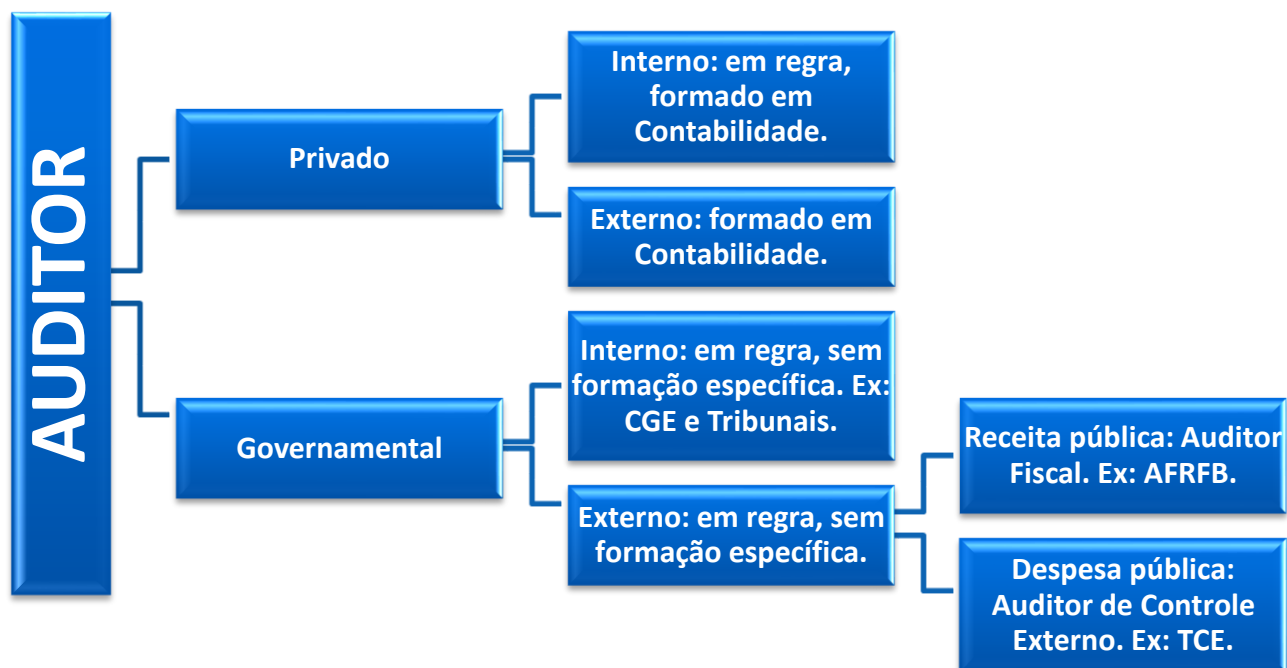 AUDITOR
Privado
Interno: em regra,
formado em
Contabilidade.
Externo: formado em
Contabilidade.
Governamental
Interno: em regra, sem
formação específica. Ex:
CGE e Tribunais.
Externo: em regra, sem
formação específica.
Receita pública: Auditor
Fiscal. Ex: AFRFB.
Despesa pública:
Auditor de Controle
Externo. Ex: TCE.